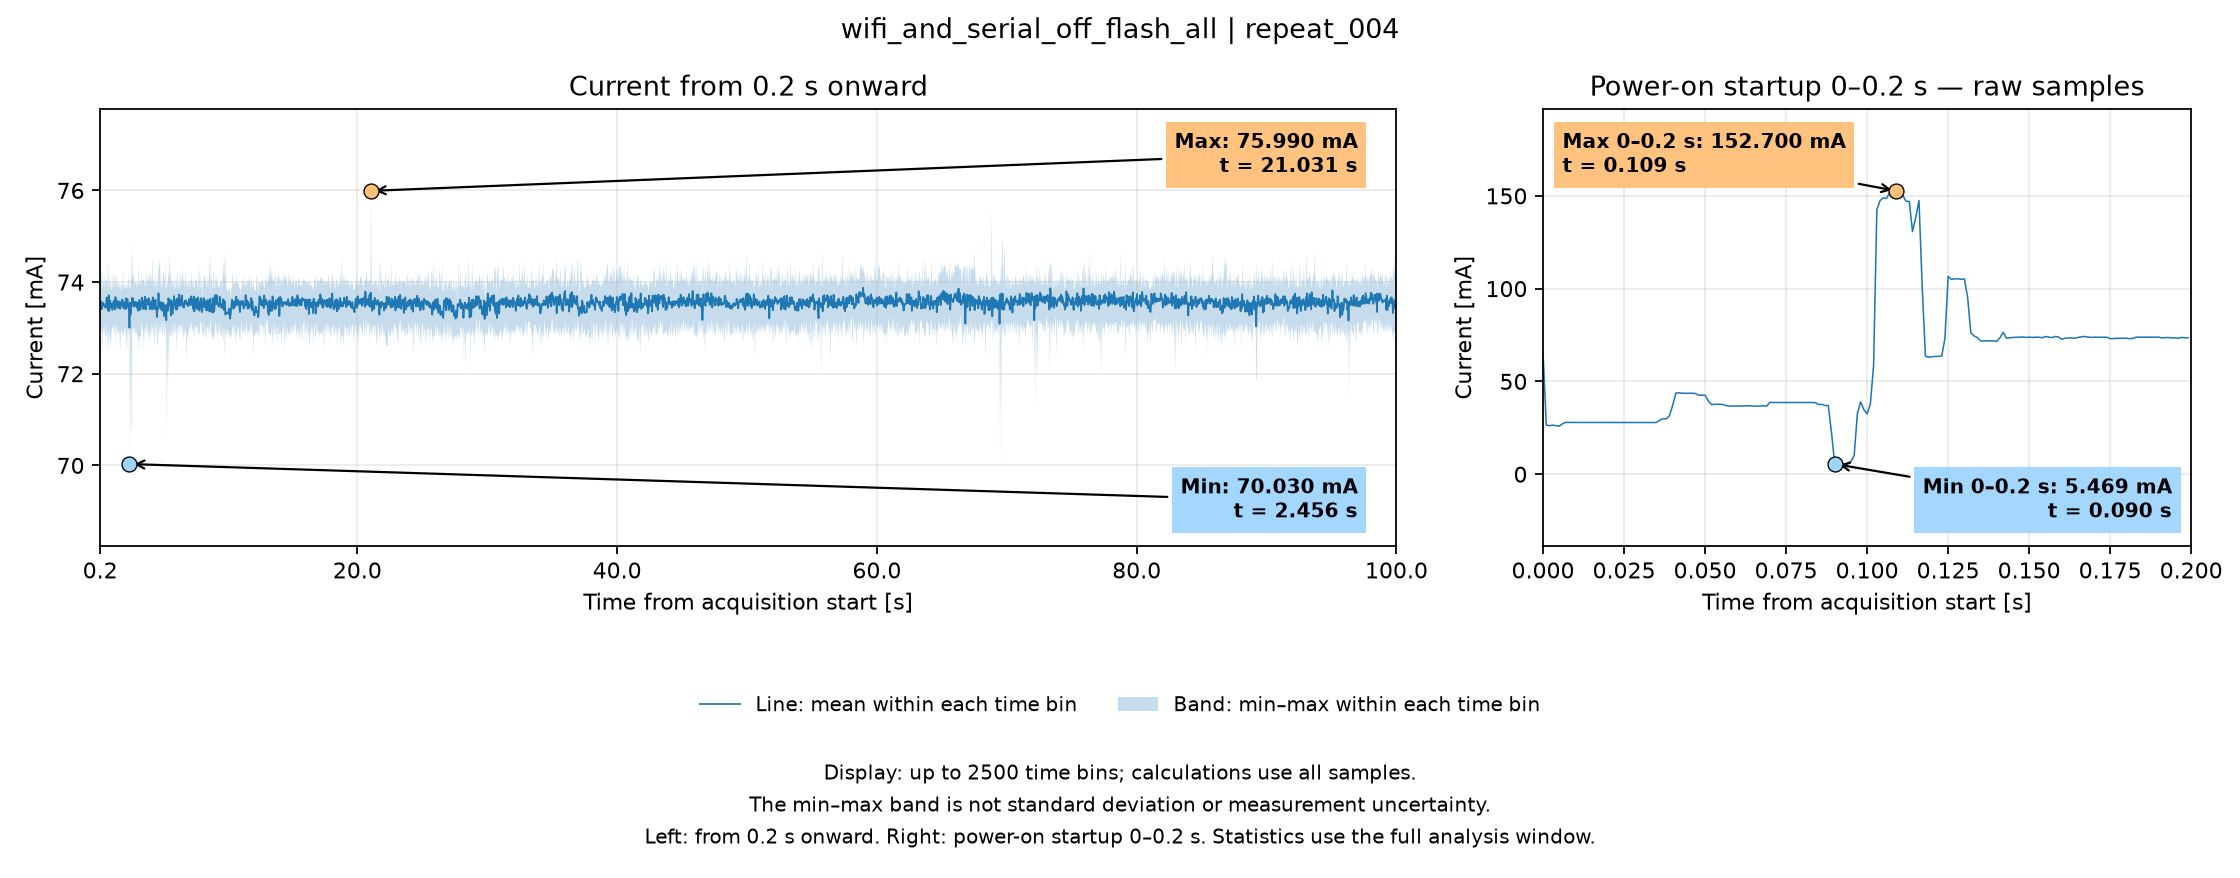 wifi_and_serial_off_flash_all | repeat_004
Current from 0.2 s onward
Current [mA]
76
74
72
70
Max: 75.990 mA
t = 21.031 s
Min: 70.030 mA
t = 2.456 s
0.2 20.0 40.0 60.0 80.0 100.0
Time from acquisition start [s]
Power-on startup 0–0.2 s — raw samples
Current [mA]
150
100
50
0
Max 0–0.2 s: 152.700 mA
t = 0.109 s
Min 0–0.2 s: 5.469 mA
t = 0.090 s
0.000 0.025 0.050 0.075 0.100 0.125 0.150 0.175 0.200
Time from acquisition start [s]
Line: mean within each time bin
Band: min–max within each time bin
Display: up to 2500 time bins; calculations use all samples.
The min–max band is not standard deviation or measurement uncertainty.
Left: from 0.2 s onward. Right: power-on startup 0–0.2 s. Statistics use the full analysis window.